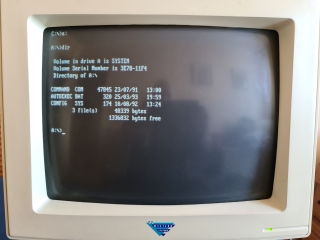 C:\>a:
A:\>dir
Volume in drive A is SYSTEM
Volume Serial Number is 3E78-11F4
Directory of A:\
COMMAND COM 47845 23/07/91 13:00
AUTOEXEC BAT 320 25/03/93 19:59
CONFIG SYS 174 18/08/92 13:24
3 file(s) 48339 bytes
1336832 bytes free
A:\>_